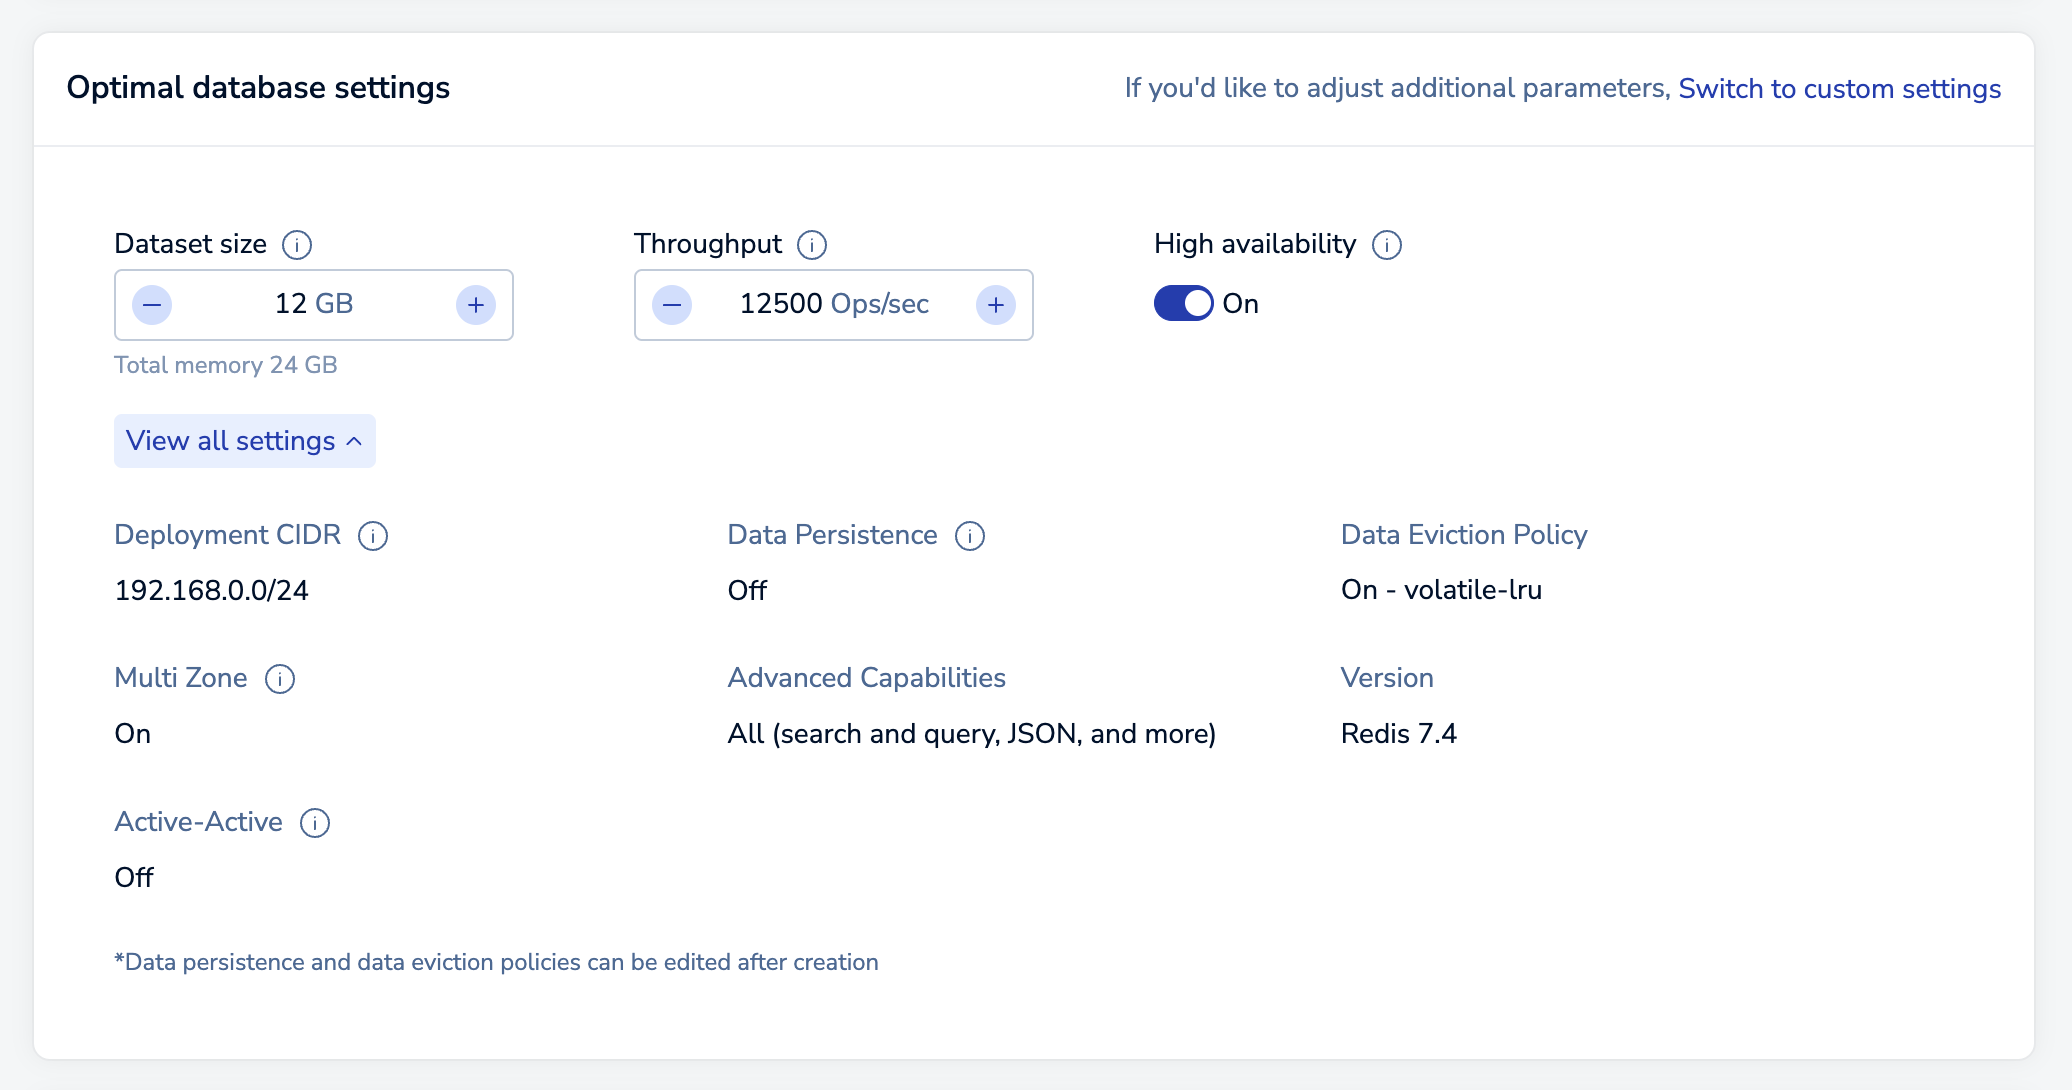 Optimal database settings
If you'd like to adjust additional parameters, Switch to custom settings
Dataset size
Throughput
High availability
12 GB
12500 Ops/sec
On
Total memory 24 GB
View all settings
Deployment CIDR
Data Persistence
Data Eviction Policy
192.168.0.0/24
Off
On - volatile-lru
Multi Zone
Advanced Capabilities
Version
On
All (search and query, JSON, and more)
Redis 7.4
Active-Active
Off
*Data persistence and data eviction policies can be edited after creation